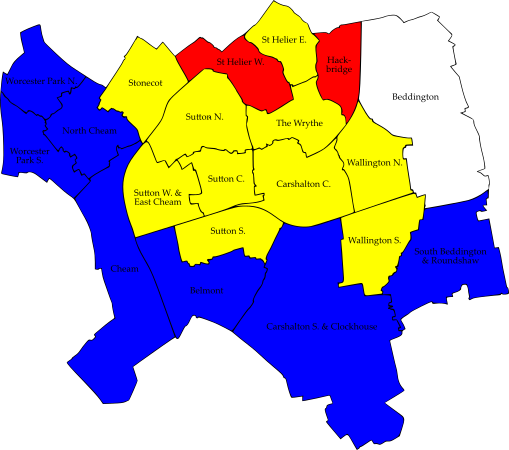 St Helier E.
St Helier W.
Hack-
bridge
Worcester Park N.
Stonecot
Beddington
Sutton N.
The Wrythe
North Cheam
Worcester
Park S.
Wallington N.
Sutton W. &
East Cheam
Sutton C.
Carshalton C.
Sutton S.
Wallington S.
South Beddington
& Roundshaw
Cheam
Belmont
Carshalton S. & Clockhouse